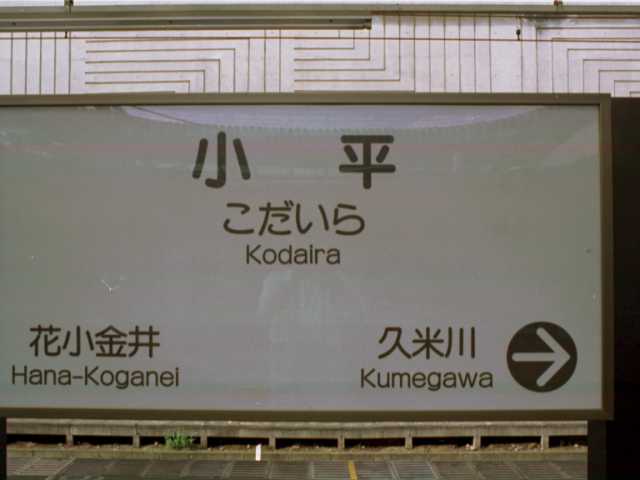 小平
こだいら
Kodaira
花小金井 久米川
Hana-Koganei Kumegawa